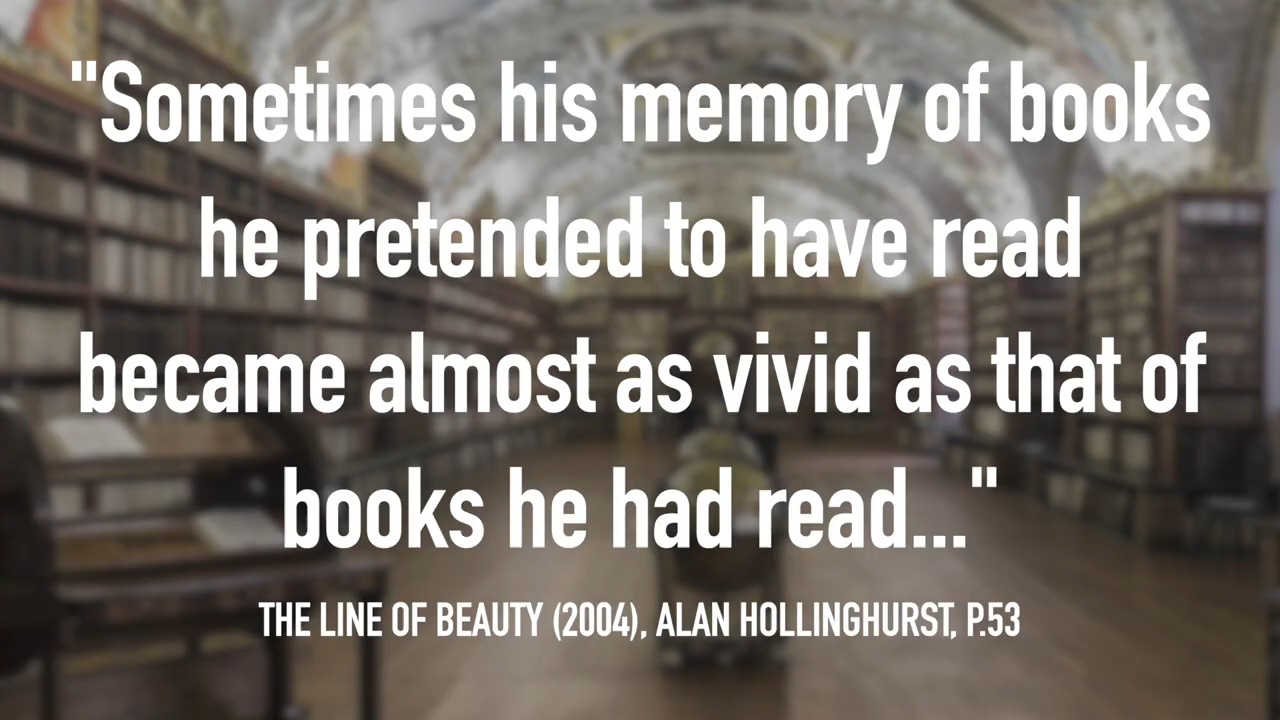 "Sometimes his memory of books
he pretended to have read
became almost as vivid as that of
books he had read..."
THE LINE OF BEAUTY (2004), ALAN HOLLINGHURST, P.53